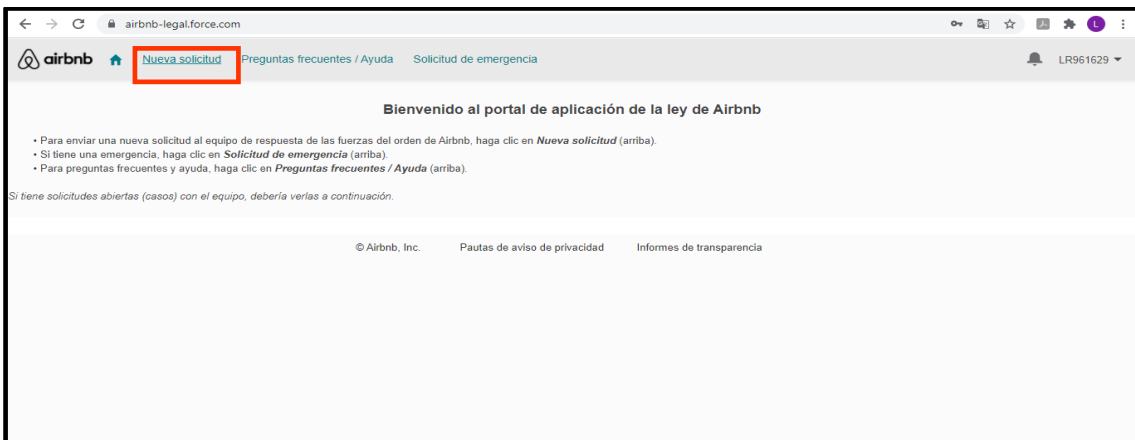 airbnb-legal.force.com
L
airbnb Nueva solicitud Preguntas frecuentes / Ayuda Solicitud de emergencia LR961629
Bienvenido al portal de aplicación de la ley de Airbnb
• Para enviar una nueva solicitud al equipo de respuesta de las fuerzas del orden de Airbnb, haga clic en Nueva solicitud (arriba).
• Si tiene una emergencia, haga clic en Solicitud de emergencia (arriba).
• Para preguntas frecuentes y ayuda, haga clic en Preguntas frecuentes / Ayuda (arriba).
Si tiene solicitudes abiertas (casos) con el equipo, debería verlas a continuación.
© Airbnb, Inc. Pautas de aviso de privacidad Informes de transparencia